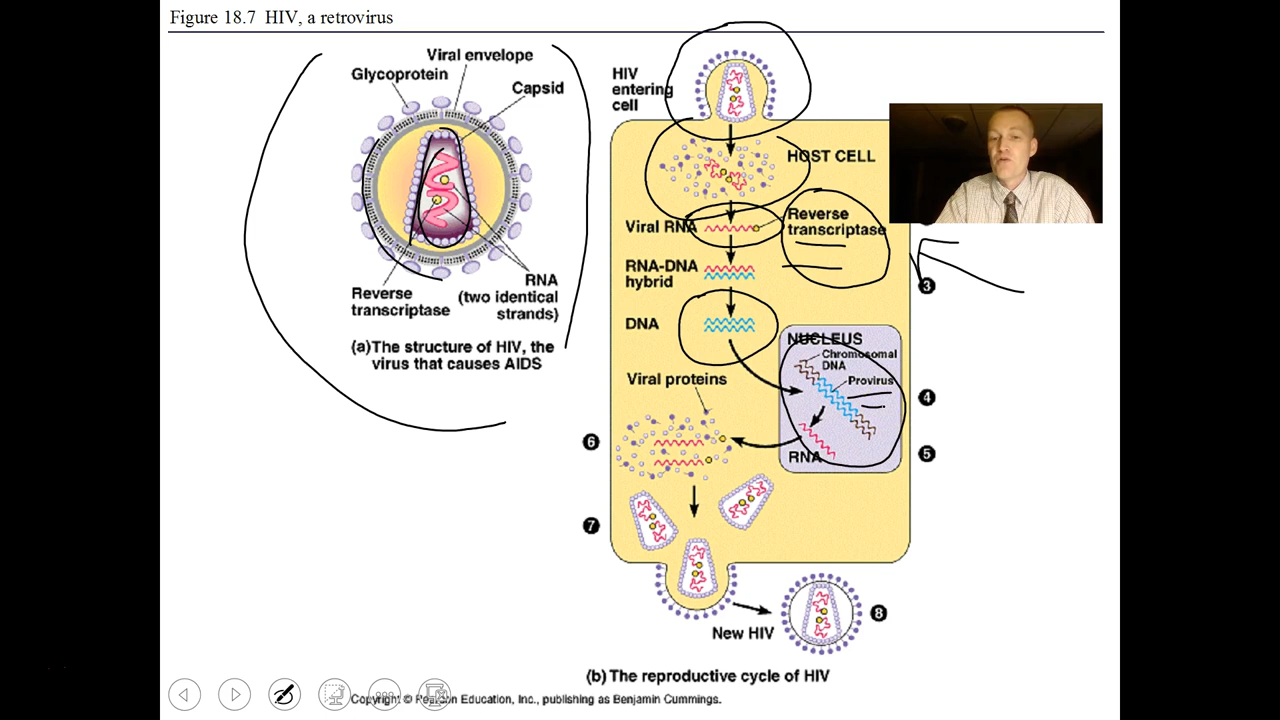 Figure 18.7 HIV, a retrovirus
Viral envelope
Glycoprotein
Capsid
Reverse
transcriptase
RNA
(two identical
strands)
(a)The structure of HIV, the
virus that causes AIDS
HIV
entering
cell
HOST CELL
Viral RNA
Reverse
transcriptase
RNA-DNA
hybrid
3
DNA
NUCLEUS
Chromosomal
DNA
Provirus
4
Viral proteins
6
RNA
5
7
New HIV
8
(b) The reproductive cycle of HIV
Copyright © Pearson Education, Inc., publishing as Benjamin Cummings.